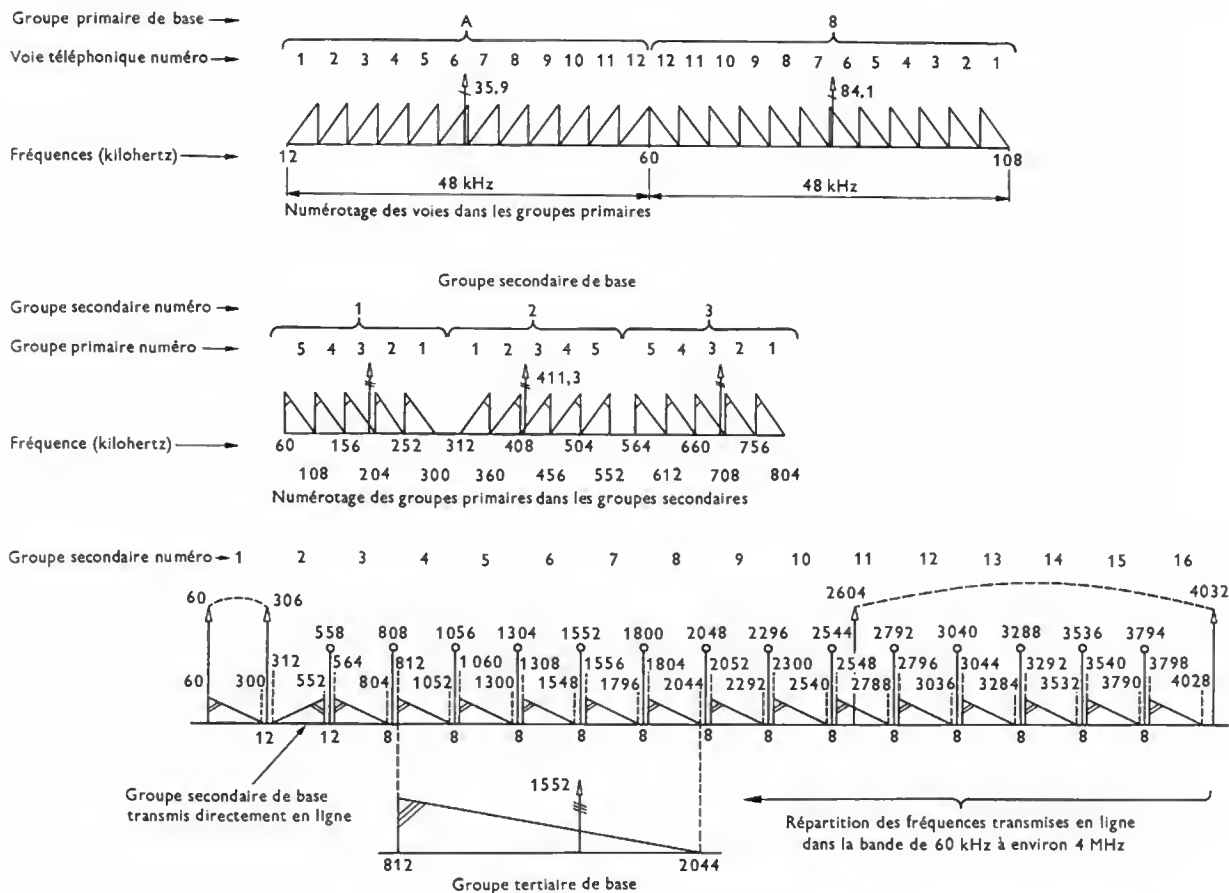 Groupe primaire de base → A 8
Voie téléphonique numéro → 1 2 3 4 5 6 7 8 9 10 11 12 12 11 10 9 8 7 6 5 4 3 2 1
35,9 84,1
Fréquences (kilohertz) → 12 60 108
48 kHz 48 kHz
Numérotage des voies dans les groupes primaires
Groupe secondaire de base
Groupe secondaire numéro → 1 2 3
Groupe primaire numéro → 5 4 3 2 1 1 2 3 4 5 5 4 3 2 1
411,3
Fréquence (kilohertz) → 60 156 252 312 408 504 564 660 756
108 204 300 360 456 552 612 708 804
Numérotage des groupes primaires dans les groupes secondaires
Groupe secondaire numéro → 1 2 3 4 5 6 7 8 9 10 11 12 13 14 15 16
60 306 2604 4032
558 808 1056 1304 1552 1800 2048 2296 2544 2792 3040 3288 3536 3794
312 564 812 1060 1308 1556 1804 2052 2300 2548 2796 3044 3292 3540 3798
60 300 552 804 1052 1300 1548 1796 2044 2292 2540 2788 3036 3284 3532 3790 4028
12 12 8 8 8 8 8 8 8 8 8 8 8 8 8
Groupe secondaire de base
transmis directement en ligne
1552
812 2044
Groupe tertiaire de base
Répartition des fréquences transmises en ligne
dans la bande de 60 kHz à environ 4 MHz